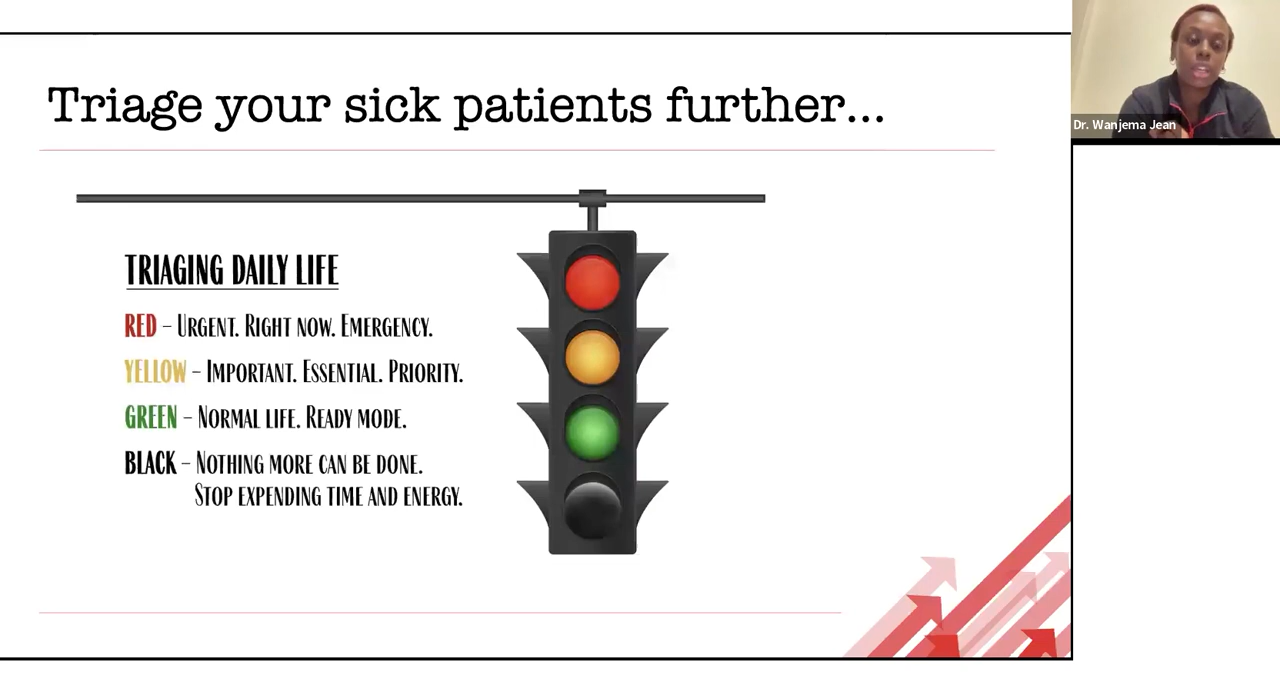 Triage your sick patients further...
Dr. Wanjema Jean
TRIAGING DAILY LIFE
RED – URGENT. RIGHT NOW. EMERGENCY.
YELLOW – IMPORTANT. ESSENTIAL. PRIORITY.
GREEN – NORMAL LIFE. READY MODE.
BLACK – NOTHING MORE CAN BE DONE.
STOP EXPENDING TIME AND ENERGY.